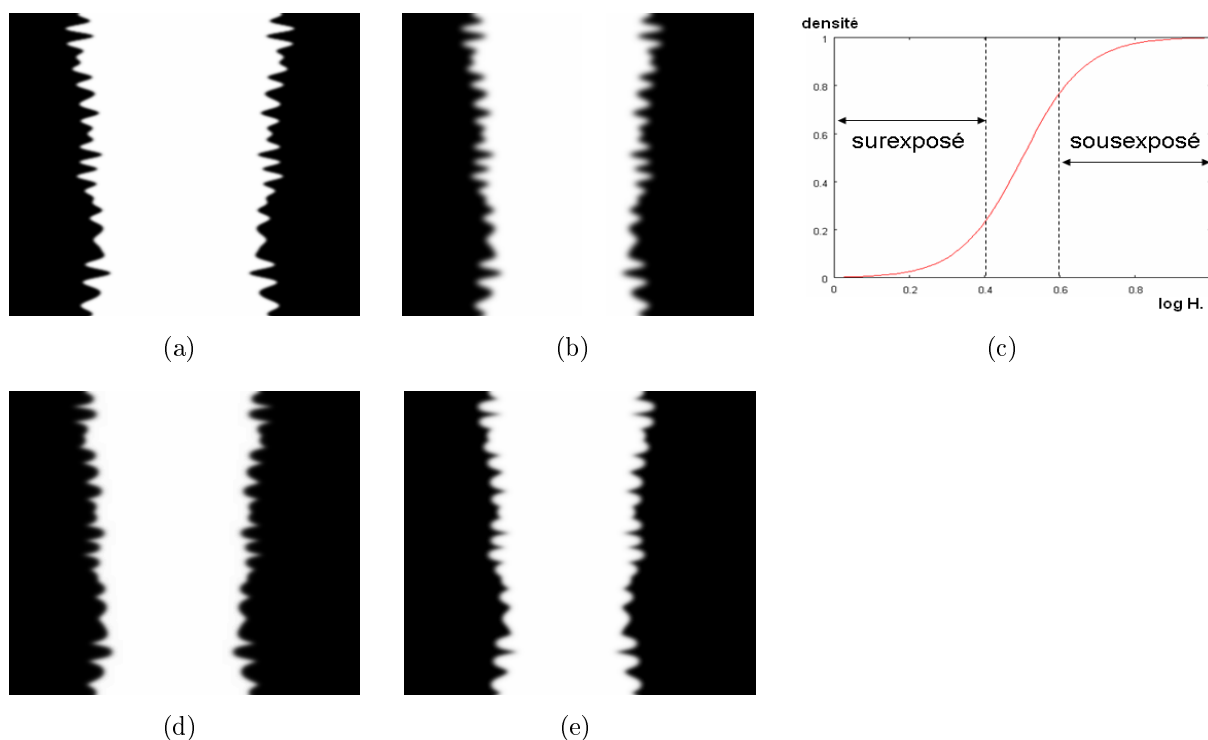 densité
1
0.8
0.6
0.4
0.2
0
surexposé
sousexposé
0 0.2 0.4 0.6 0.8
log H.
(a) (b) (c)
(d) (e)